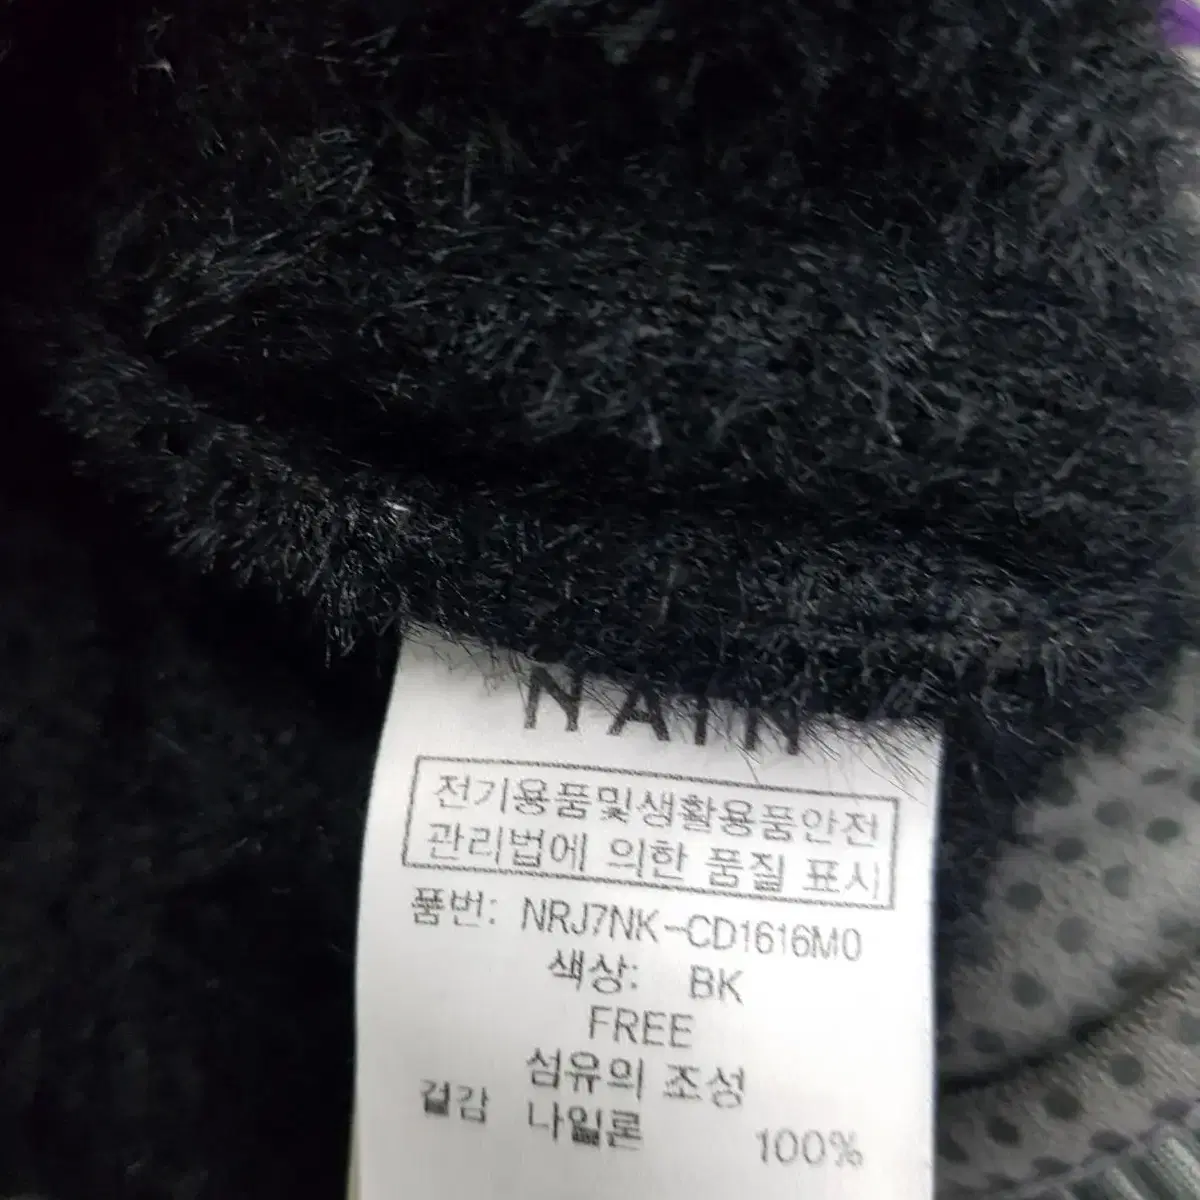 NAIN
전기용품및생활용품안전
관리법에 의한 품질 표시
품번: NRJ7NK-CD1616M0
색상: BK
FREE
섬유의 조성
겉감 나일론 100%